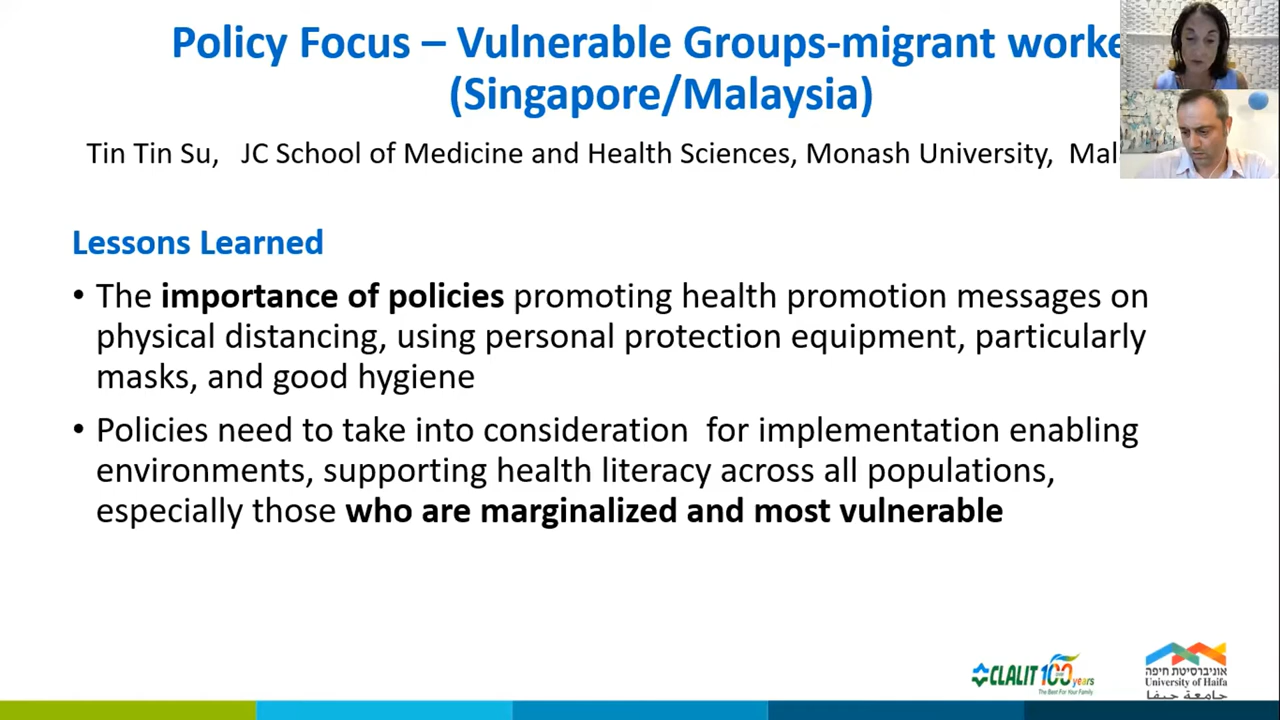 Policy Focus – Vulnerable Groups-migrant worke
(Singapore/Malaysia)
Tin Tin Su, JC School of Medicine and Health Sciences, Monash University, Mal
Lessons Learned
• The importance of policies promoting health promotion messages on
physical distancing, using personal protection equipment, particularly
masks, and good hygiene
• Policies need to take into consideration for implementation enabling
environments, supporting health literacy across all populations,
especially those who are marginalized and most vulnerable
CLALIT 100 years
The Best For Your Family
אוניברסיטת חיפה
University of Haifa
جامعة حيفا